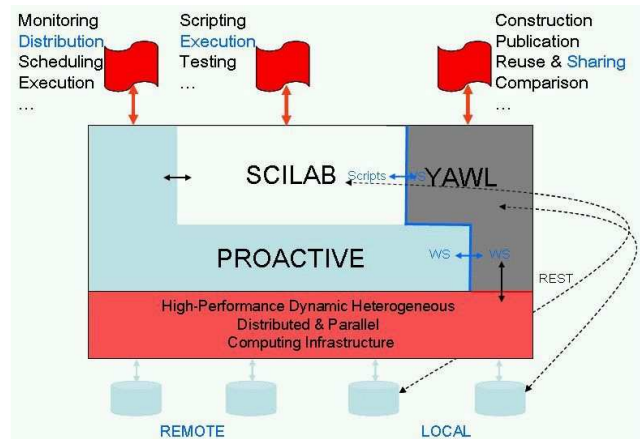 Monitoring
Distribution
Scheduling
Execution
...
Scripting
Execution
Testing
...
Construction
Publication
Reuse & Sharing
Comparison
...
SCILAB
Scripts
WS
YAWL
PROACTIVE
WS
WS
REST
High-Performance Dynamic Heterogeneous
Distributed & Parallel
Computing Infrastructure
REMOTE
LOCAL